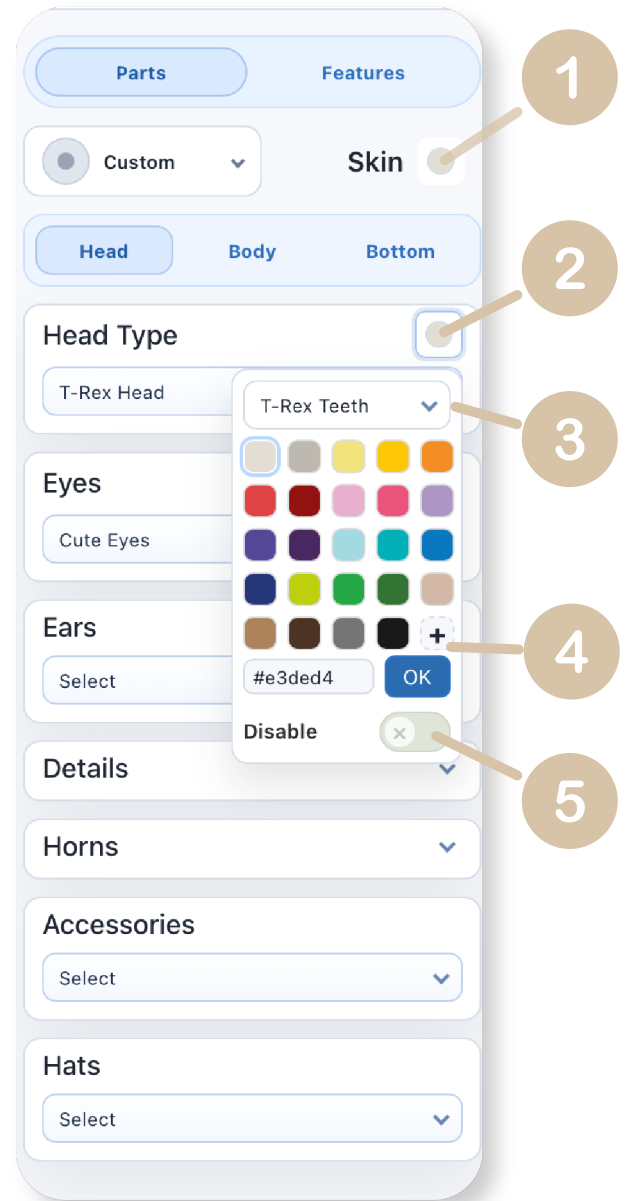 Parts Features
1
Custom Skin
Head Body Bottom
2
Head Type
T-Rex Head
T-Rex Teeth
3
Eyes
Cute Eyes
Ears
+
4
Select
#e3ded4 OK
Disable
5
Details
Horns
Accessories
Select
Hats
Select